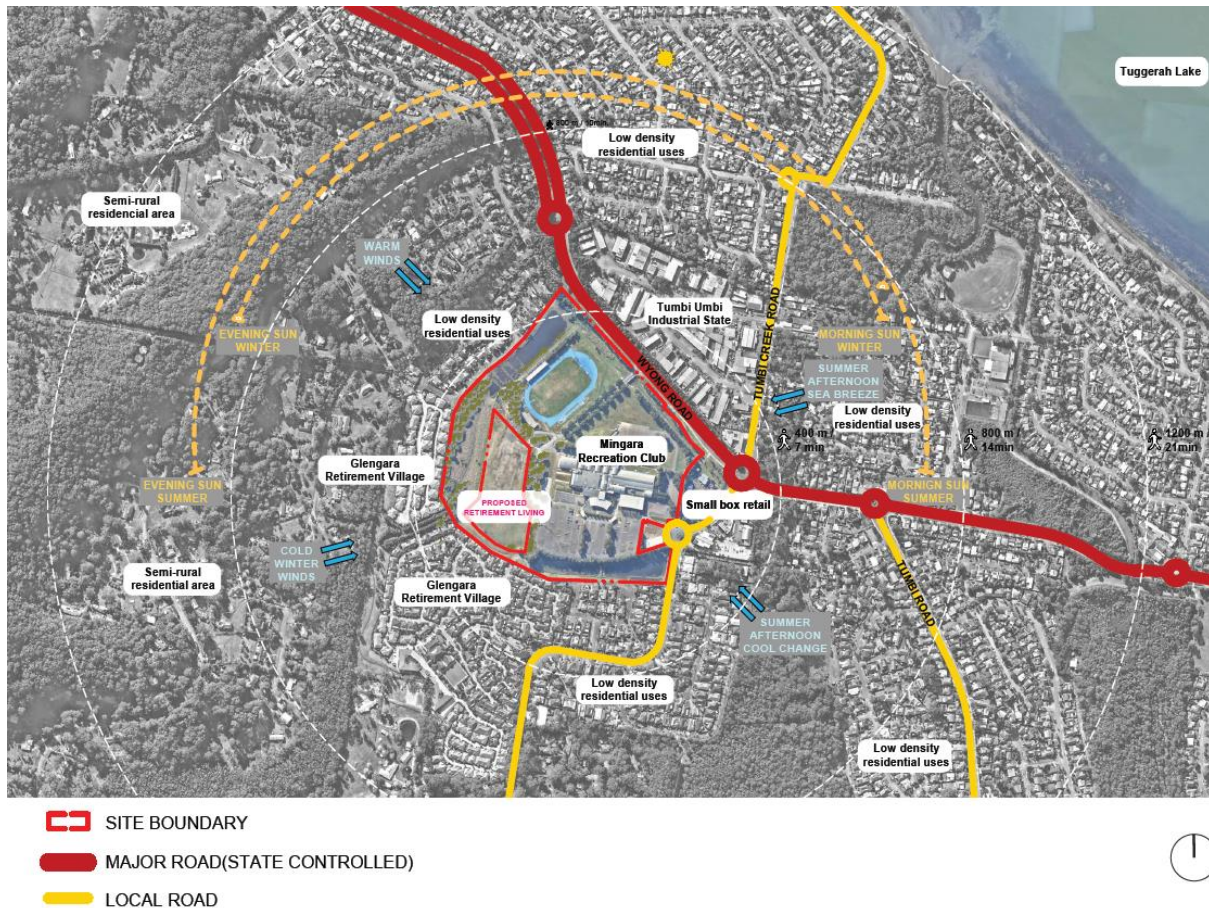 Tuggerah Lake
800 m / 10min
Low density
residential uses
Semi-rural
residencial area
WARM
WINDS
Tumbi Umbi
Industrial State
Low density
residential uses
EVENING SUN
WINTER
MORNING SUN
WINTER
WYONG ROAD
TUMBI CREEK ROAD
SUMMER
AFTERNOON
SEA BREEZE
Low density
residential uses
400 m /
7 min
800 m /
14min
1200 m /
21min
Mingara
Recreation Club
Glengara
Retirement Village
EVENING SUN
SUMMER
MORNIGN SUN
SUMMER
PROPOSED
RETIREMENT LIVING
Small box retail
COLD
WINTER
WINDS
Semi-rural
residential area
Glengara
Retirement Village
TUMBI ROAD
SUMMER
AFTERNOON
COOL CHANGE
Low density
residential uses
Low density
residential uses
SITE BOUNDARY
MAJOR ROAD(STATE CONTROLLED)
LOCAL ROAD